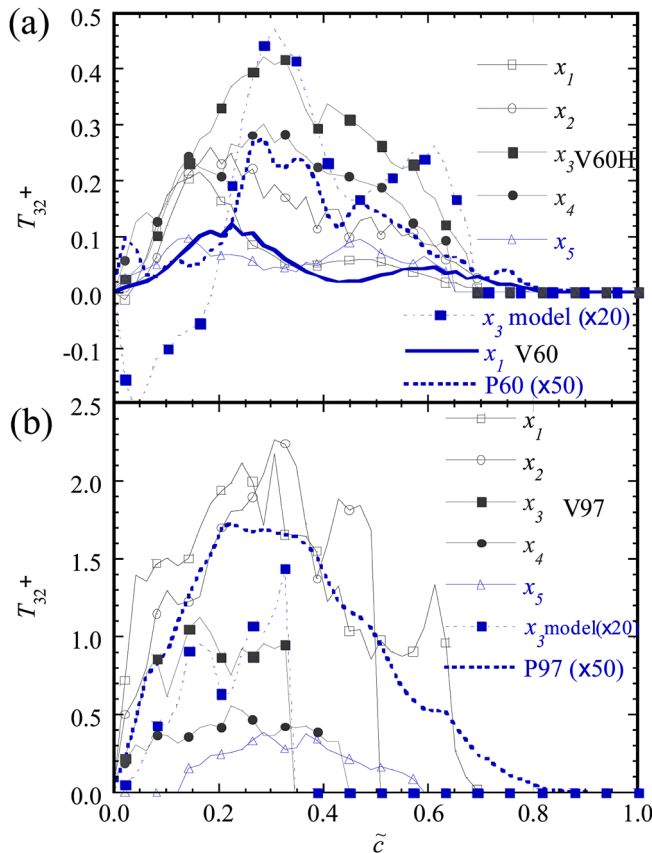 (a)
0.5
0.4
0.3
0.2
0.1
0.0
-0.1
T32+
x1
x2
x3 V60H
x4
x5
x3 model (x20)
x1 V60
P60 (x50)
(b)
2.5
2.0
1.5
1.0
0.5
0.0
T32+
x1
x2
x3 V97
x4
x5
x3 model(x20)
P97 (x50)
0.0 0.2 0.4 0.6 0.8 1.0
c̃